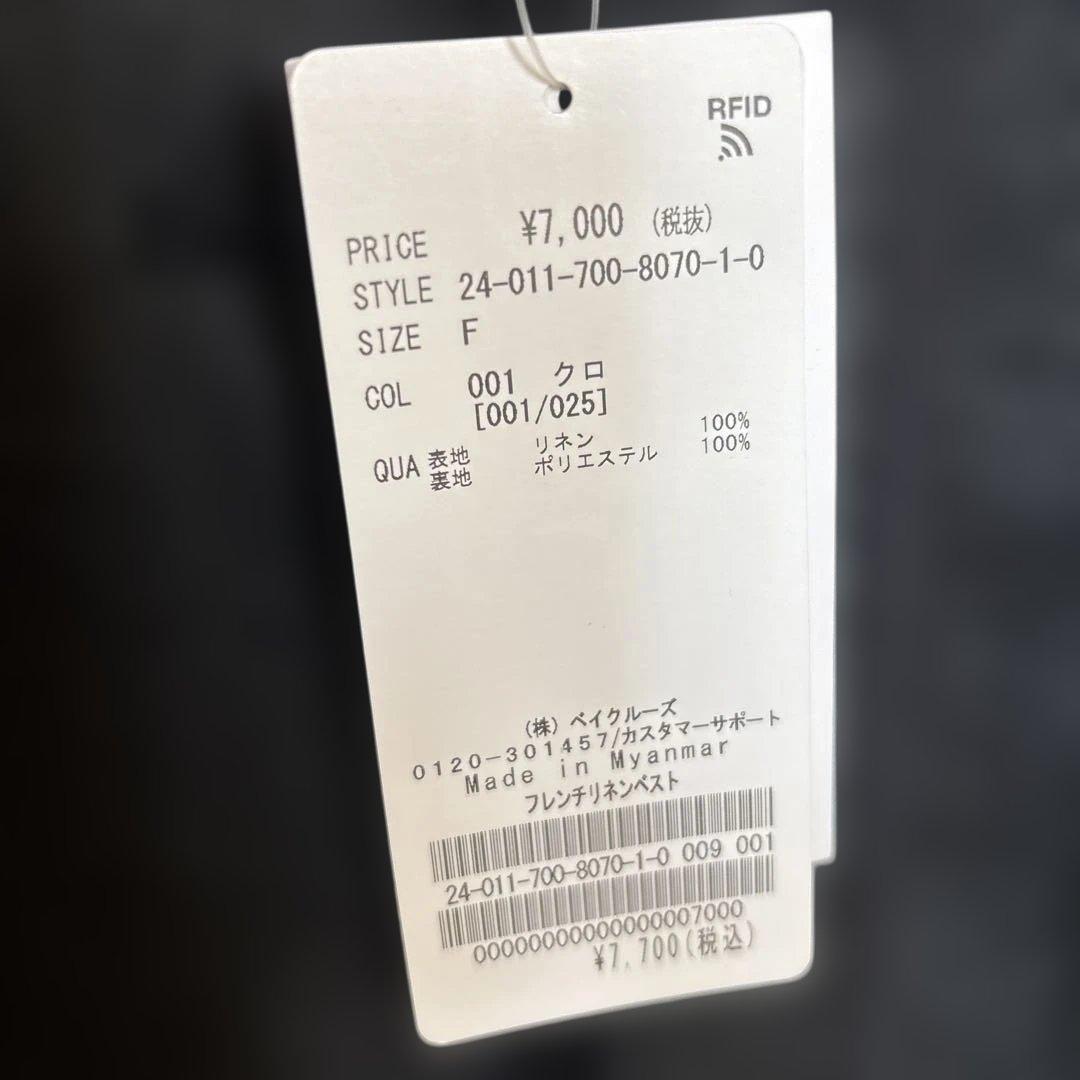 RFID
PRICE ¥7,000 (税抜)
STYLE 24-011-700-8070-1-0
SIZE F
COL 001 クロ
[001/025]
QUA 表地 リネン 100%
裏地 ポリエステル 100%
(株) ベイクルーズ
0120-301457/カスタマーサポート
Made in Myanmar
フレンチリネンベスト
24-011-700-8070-1-0 009 001
00000000000000007000
¥7,700(税込)